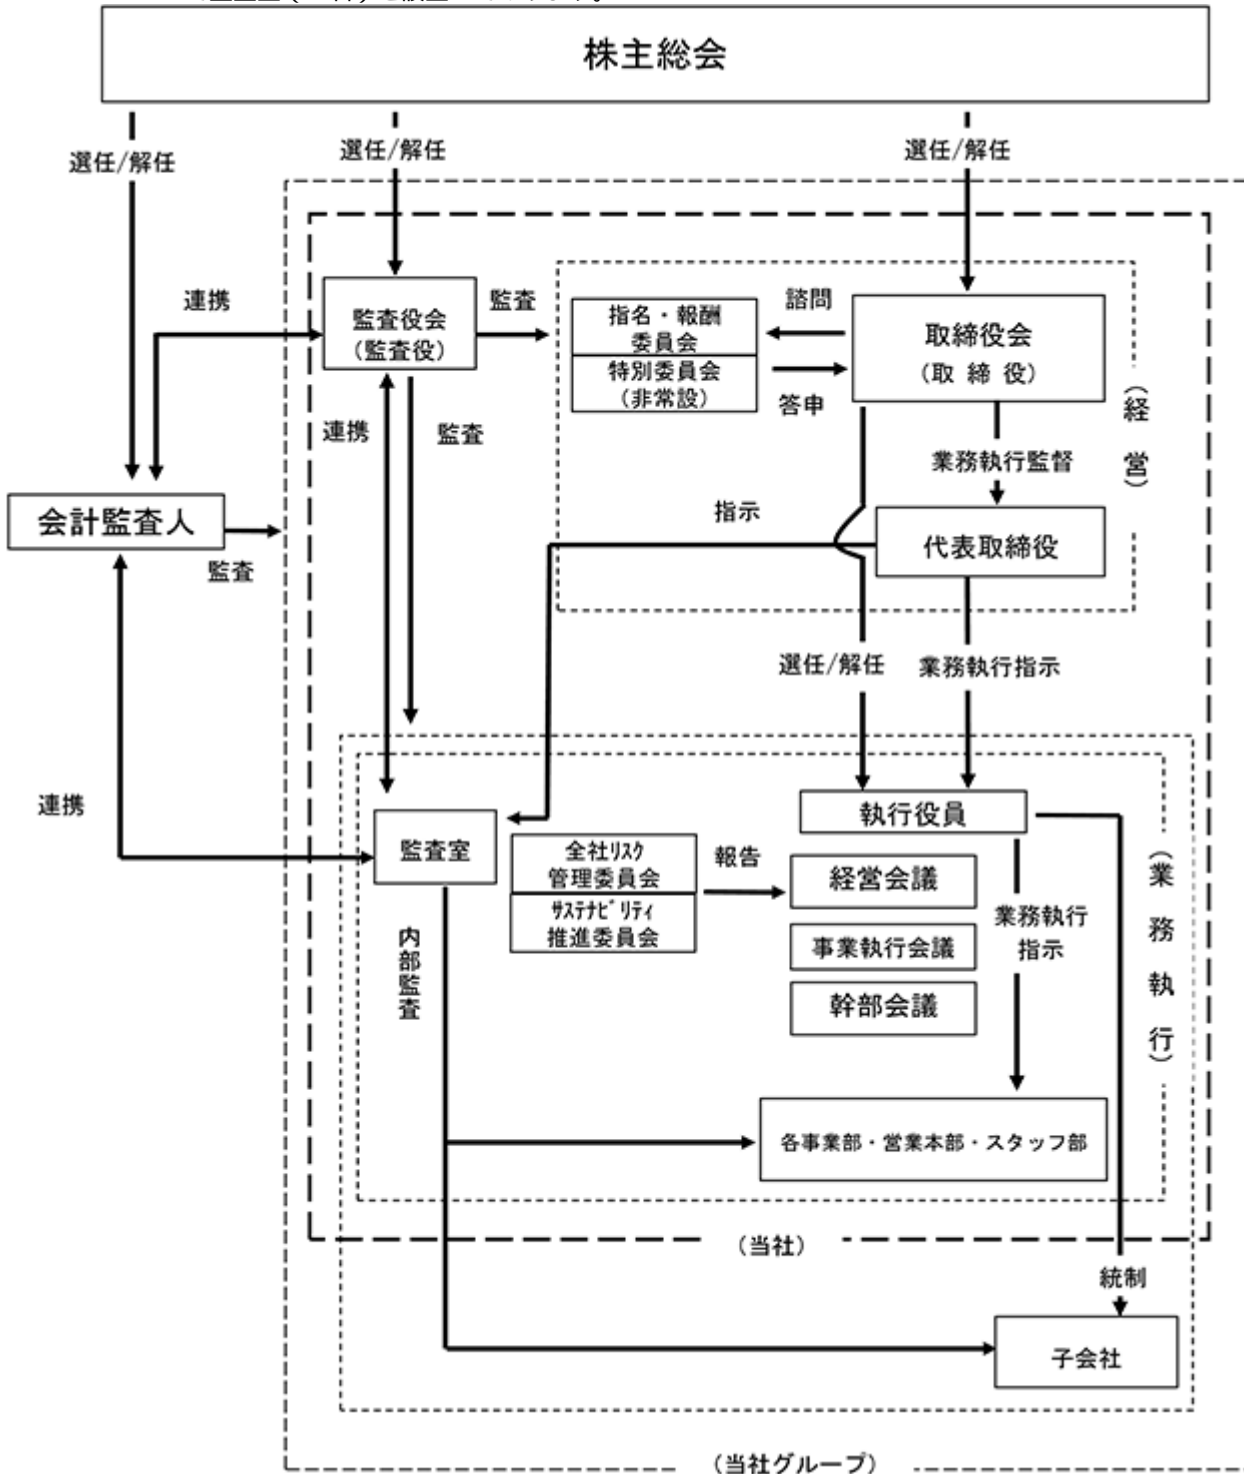 株主総会
選任/解任
選任/解任
選任/解任
連携
監査役会
(監査役)
監査
指名・報酬
委員会
特別委員会
(非常設)
諮問
答申
取締役会
(取 締 役)
(経 営)
連携
監査
業務執行監督
会計監査人
監査
指示
代表取締役
選任/解任
業務執行指示
連携
監査室
執行役員
全社ﾘｽｸ
管理委員会
ｻｽﾃﾅﾋﾞﾘﾃｨ
推進委員会
報告
経営会議
事業執行会議
幹部会議
業務執行
指示
(業 務 執 行)
内部監査
各事業部・営業本部・スタッフ部
(当社)
統制
子会社
(当社グループ)